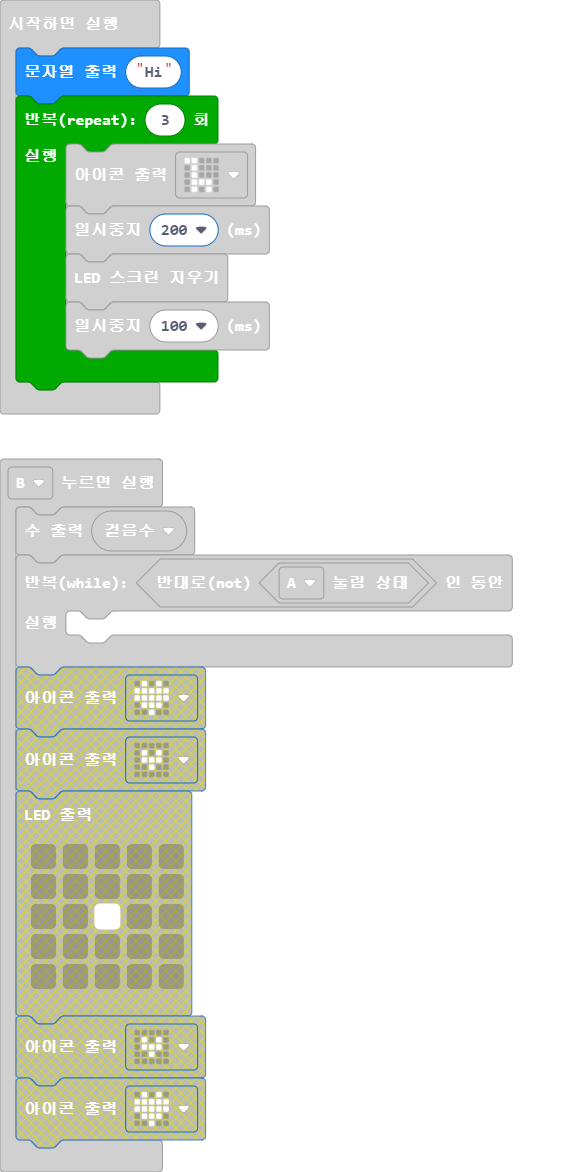 시작하면 실행
문자열 출력 "Hi"
반복(repeat): 3 회
실행
아이콘 출력
일시중지 200 (ms)
LED 스크린 지우기
일시중지 100 (ms)
B 누르면 실행
수 출력 걸음수
반복(while): 반대로(not) A 눌림 상태 인 동안
실행
아이콘 출력
아이콘 출력
LED 출력
아이콘 출력
아이콘 출력